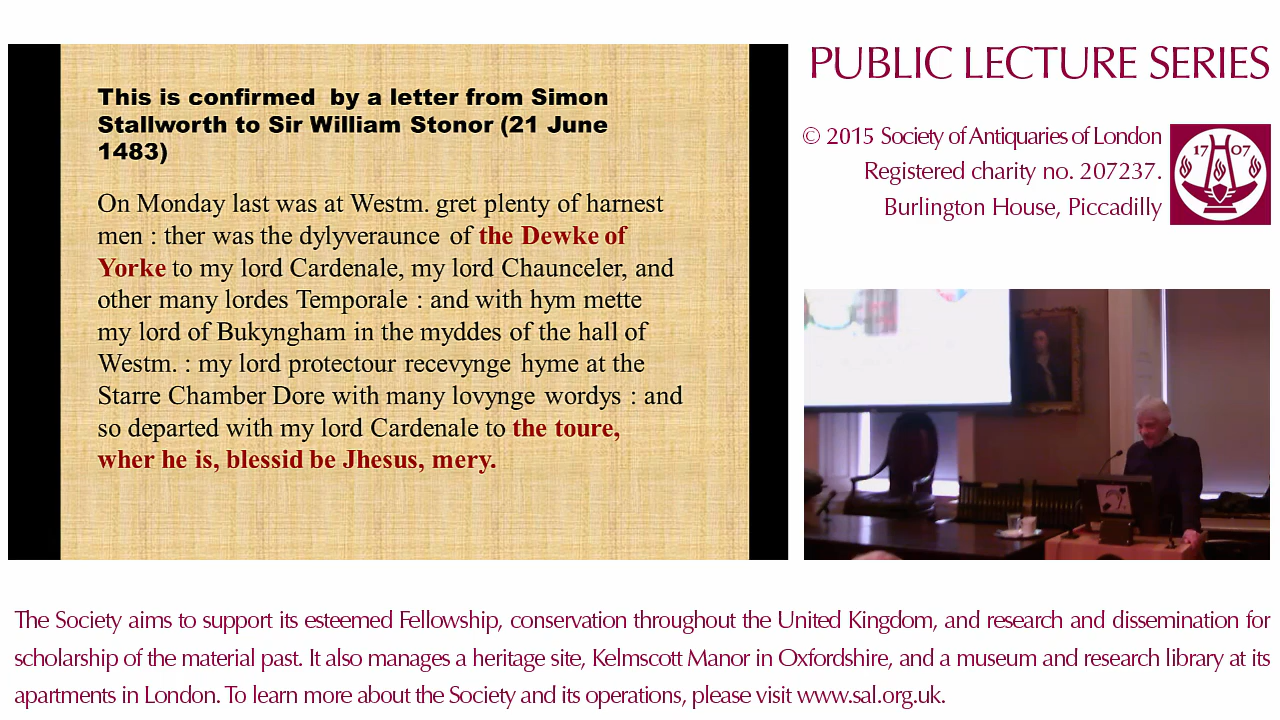 This is confirmed by a letter from Simon
Stallworth to Sir William Stonor (21 June
1483)
On Monday last was at Westm. gret plenty of harnest
men : ther was the dylyveraunce of the Dewke of
Yorke to my lord Cardenale, my lord Chaunceler, and
other many lordes Temporale : and with hym mette
my lord of Bukyngham in the myddes of the hall of
Westm. : my lord protectour recevynge hyme at the
Starre Chamber Dore with many lovynge wordys : and
so departed with my lord Cardenale to the toure,
wher he is, blessid be Jhesus, mery.
PUBLIC LECTURE SERIES
© 2015 Society of Antiquaries of London
Registered charity no. 207237.
Burlington House, Piccadilly
17 07
The Society aims to support its esteemed Fellowship, conservation throughout the United Kingdom, and research and dissemination for
scholarship of the material past. It also manages a heritage site, Kelmscott Manor in Oxfordshire, and a museum and research library at its
apartments in London. To learn more about the Society and its operations, please visit www.sal.org.uk.